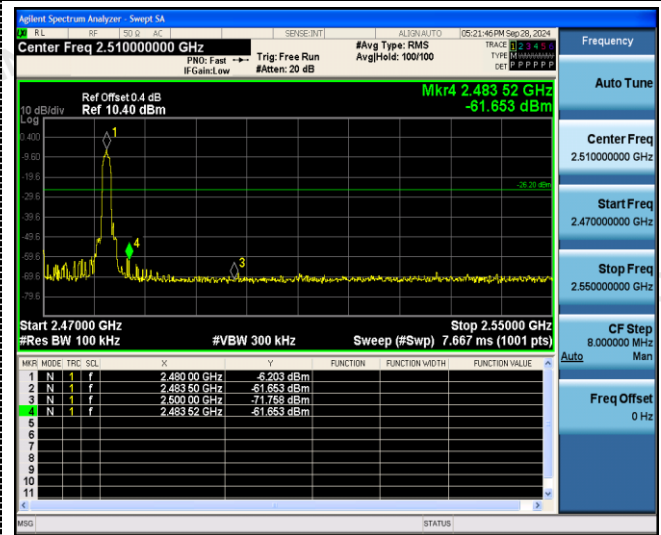 Agilent Spectrum Analyzer - Swept SA
RL RF 50 Ω AC SENSE:INT ALIGNAUTO 05:21:46PM Sep 28, 2024
Center Freq 2.510000000 GHz #Avg Type: RMS TRACE 1 2 3 4 5 6
PNO: Fast Trig: Free Run Avg|Hold: 100/100 TYPE M
IFGain:Low #Atten: 20 dB DET P P P P P P
Mkr4 2.483 52 GHz
-61.653 dBm
Ref Offset 0.4 dB
10 dB/div Ref 10.40 dBm
Log
0.400
-9.60
-19.6
-29.6
-39.6
-49.6
-59.6
-69.6
-79.6
1
4
3
-26.20 dBm
Start 2.47000 GHz Stop 2.55000 GHz
#Res BW 100 kHz #VBW 300 kHz Sweep (#Swp) 7.667 ms (1001 pts)
MKR MODE TRC SCL X Y FUNCTION FUNCTION WIDTH FUNCTION VALUE
1 N 1 f 2.480 00 GHz -6.203 dBm
2 N 1 f 2.483 50 GHz -61.653 dBm
3 N 1 f 2.500 00 GHz -71.758 dBm
4 N 1 f 2.483 52 GHz -61.653 dBm
5
6
7
8
9
10
11
MSG STATUS
Frequency
Auto Tune
Center Freq
2.510000000 GHz
Start Freq
2.470000000 GHz
Stop Freq
2.550000000 GHz
CF Step
8.000000 MHz
Auto Man
Freq Offset
0 Hz